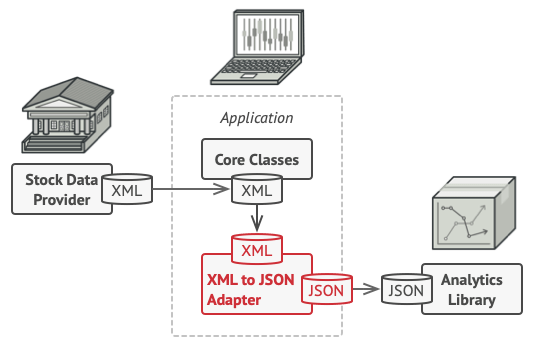 Application
Core Classes
XML
Stock Data
Provider
XML
XML
XML to JSON
Adapter
JSON
JSON
Analytics
Library